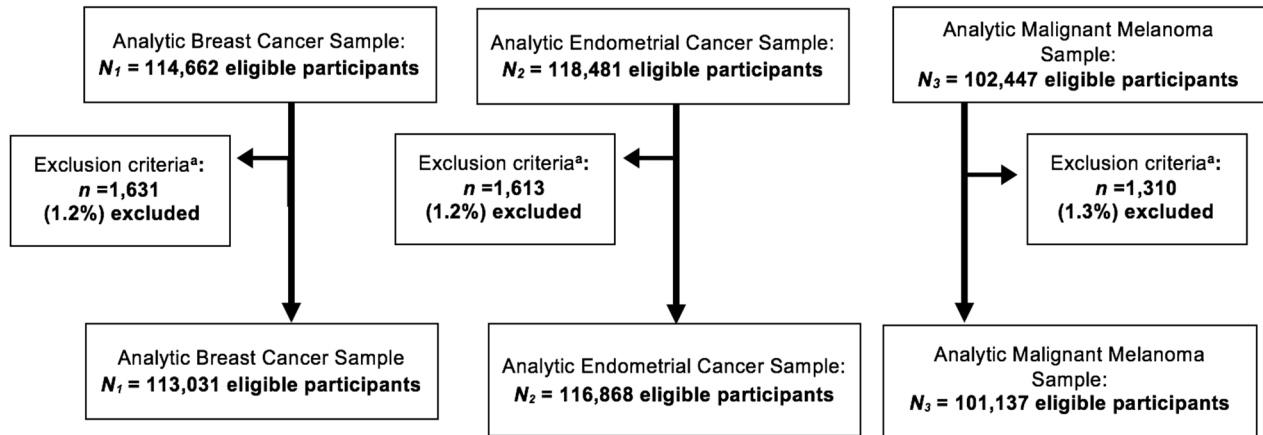 Analytic Breast Cancer Sample:
N₁ = 114,662 eligible participants
Analytic Endometrial Cancer Sample:
N₂ = 118,481 eligible participants
Analytic Malignant Melanoma
Sample:
N₃ = 102,447 eligible participants
Exclusion criteriaᵃ:
n =1,631
(1.2%) excluded
Exclusion criteriaᵃ:
n =1,613
(1.2%) excluded
Exclusion criteriaᵃ:
n =1,310
(1.3%) excluded
Analytic Breast Cancer Sample
N₁ = 113,031 eligible participants
Analytic Endometrial Cancer Sample:
N₂ = 116,868 eligible participants
Analytic Malignant Melanoma
Sample:
N₃ = 101,137 eligible participants